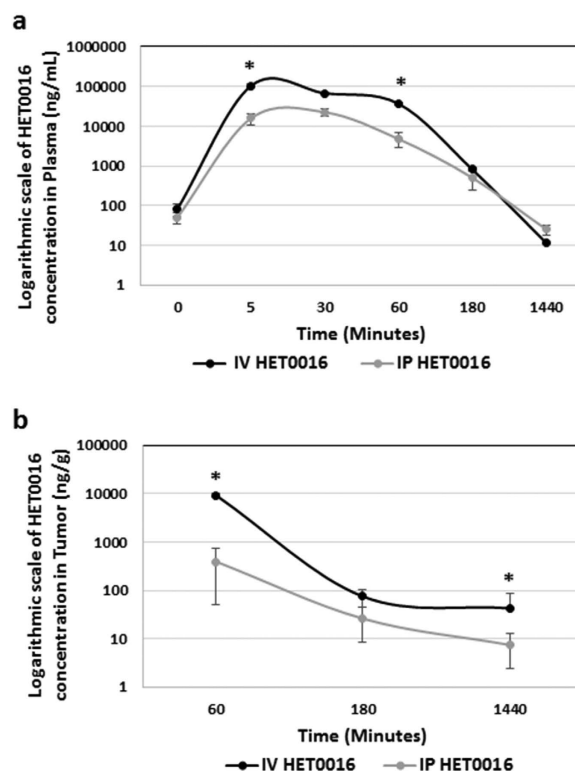 a
Logarithmic scale of HET0016
concentration in Plasma (ng/mL)
1000000
100000
10000
1000
100
10
1
* *
0 5 30 60 180 1440
Time (Minutes)
IV HET0016 IP HET0016
b
Logarithmic scale of HET0016
concentration in Tumor (ng/g)
100000
10000
1000
100
10
1
* *
60 180 1440
Time (Minutes)
IV HET0016 IP HET0016